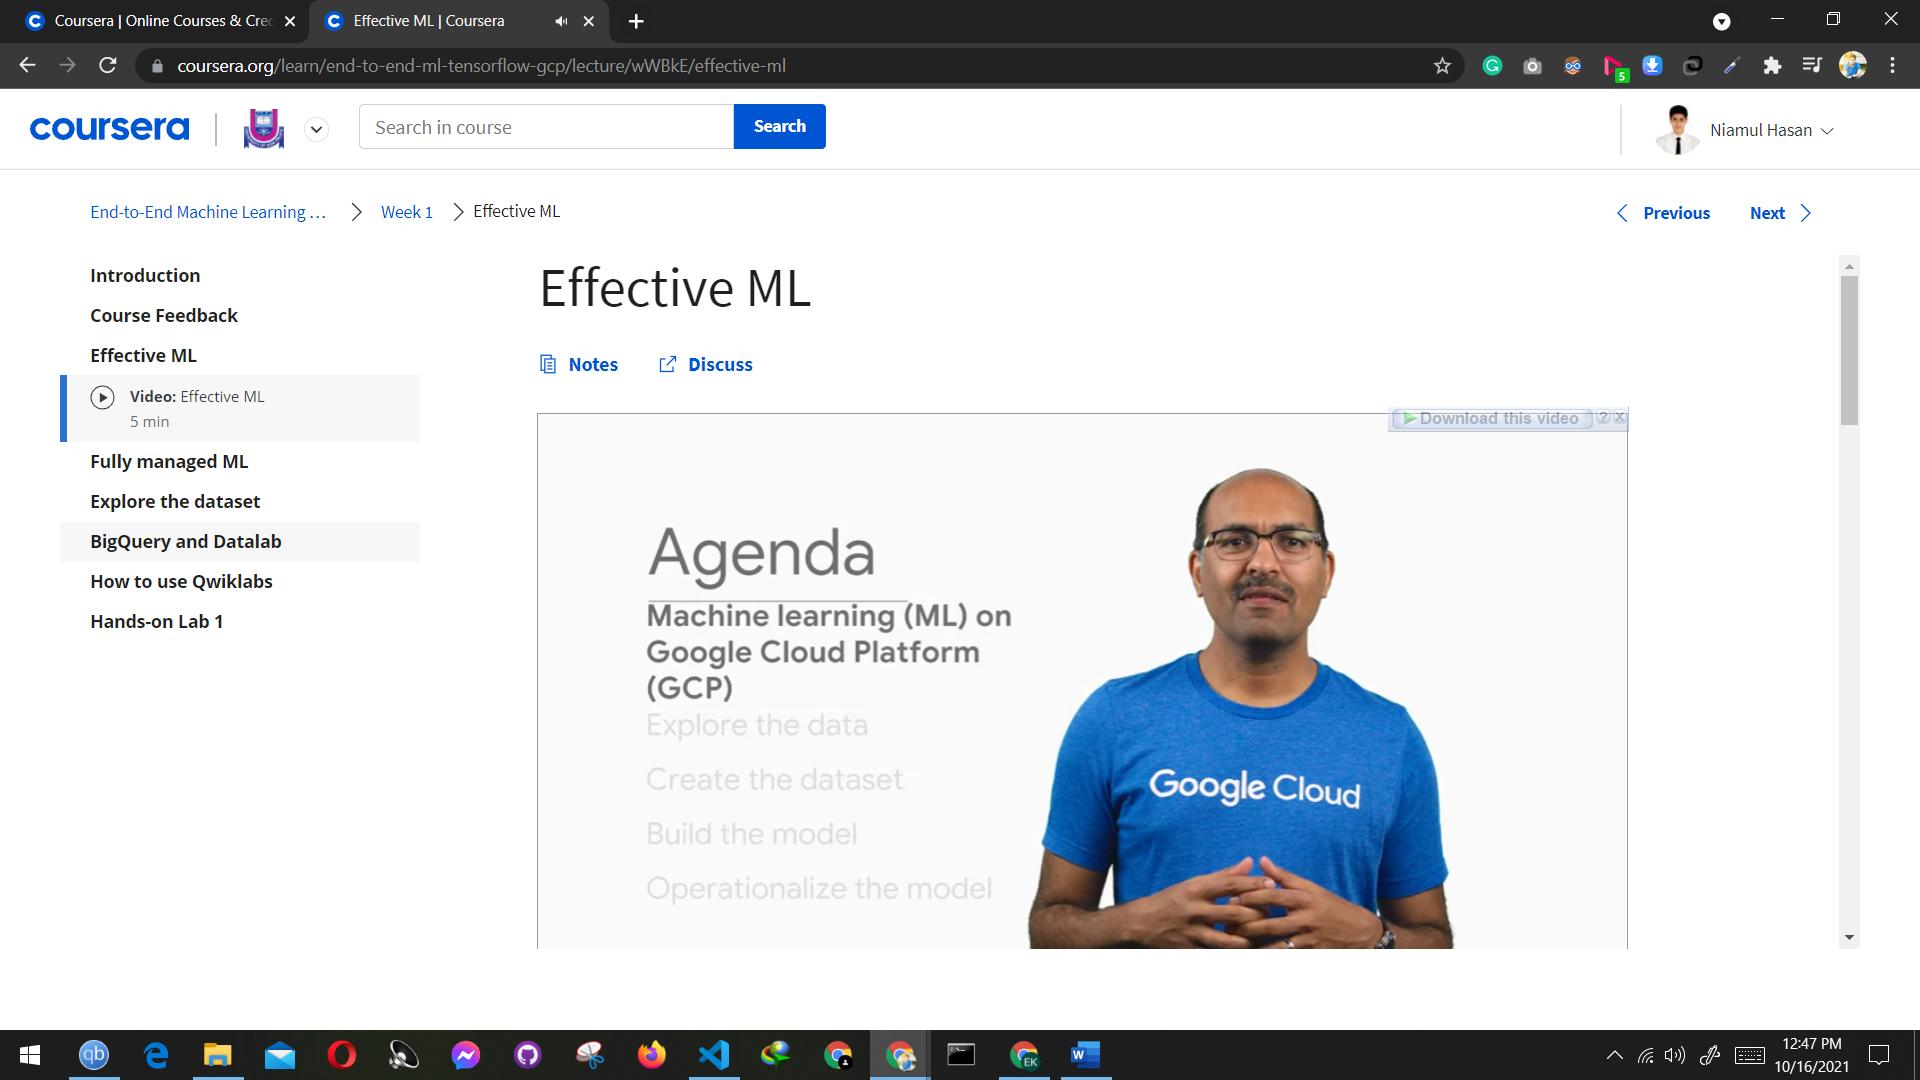 Coursera | Online Courses & Cre
Effective ML | Coursera
coursera.org/learn/end-to-end-ml-tensorflow-gcp/lecture/wWBkE/effective-ml
5
coursera
Search in course
Search
Niamul Hasan
End-to-End Machine Learning ...
Week 1
Effective ML
Previous
Next
Introduction
Course Feedback
Effective ML
Video: Effective ML
5 min
Fully managed ML
Explore the dataset
BigQuery and Datalab
How to use Qwiklabs
Hands-on Lab 1
Effective ML
Notes
Discuss
Download this video
?
Agenda
Machine learning (ML) on
Google Cloud Platform
(GCP)
Explore the data
Create the dataset
Build the model
Operationalize the model
Google Cloud
qb
EK
W
12:47 PM
10/16/2021